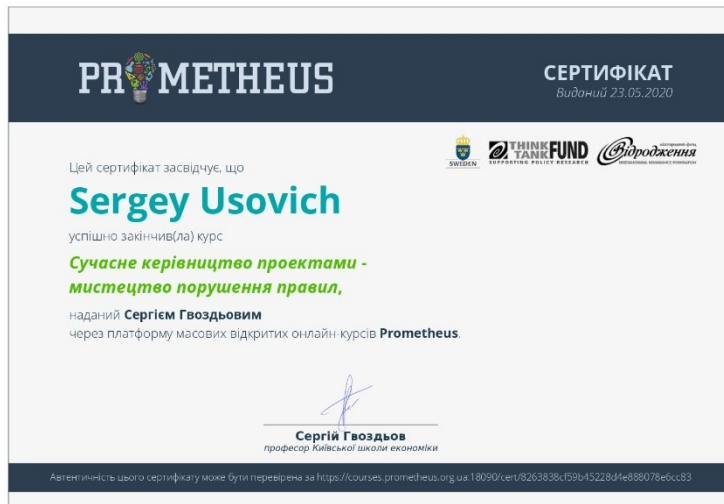 PROMETHEUS
СЕРТИФІКАТ
Виданий 23.05.2020
SWEDEN
THINK TANK FUND
SUPPORTING POLICY RESEARCH
Відродження
Цей сертифікат засвідчує, що
Sergey Usovich
успішно закінчив(ла) курс
Сучасне керівництво проектами -
мистецтво порушення правил,
наданий Сергієм Гвоздьовим
через платформу масових відкритих онлайн-курсів Prometheus.
Сергій Гвоздьов
професор Київської школи економіки
Автентичність цього сертифікату може бути перевірена за https://courses.prometheus.org.ua:18090/cert/8263838cf59b45228d4e888078e6cc83